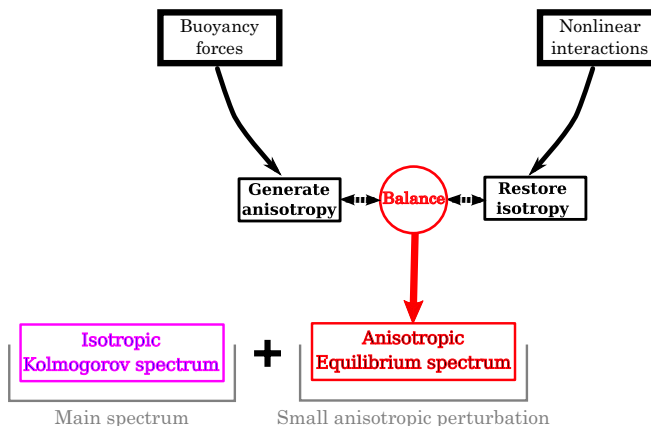 Buoyancy
forces
Nonlinear
interactions
Generate
anisotropy
Balance
Restore
isotropy
Isotropic
Kolmogorov spectrum
+
Anisotropic
Equilibrium spectrum
Main spectrum
Small anisotropic perturbation